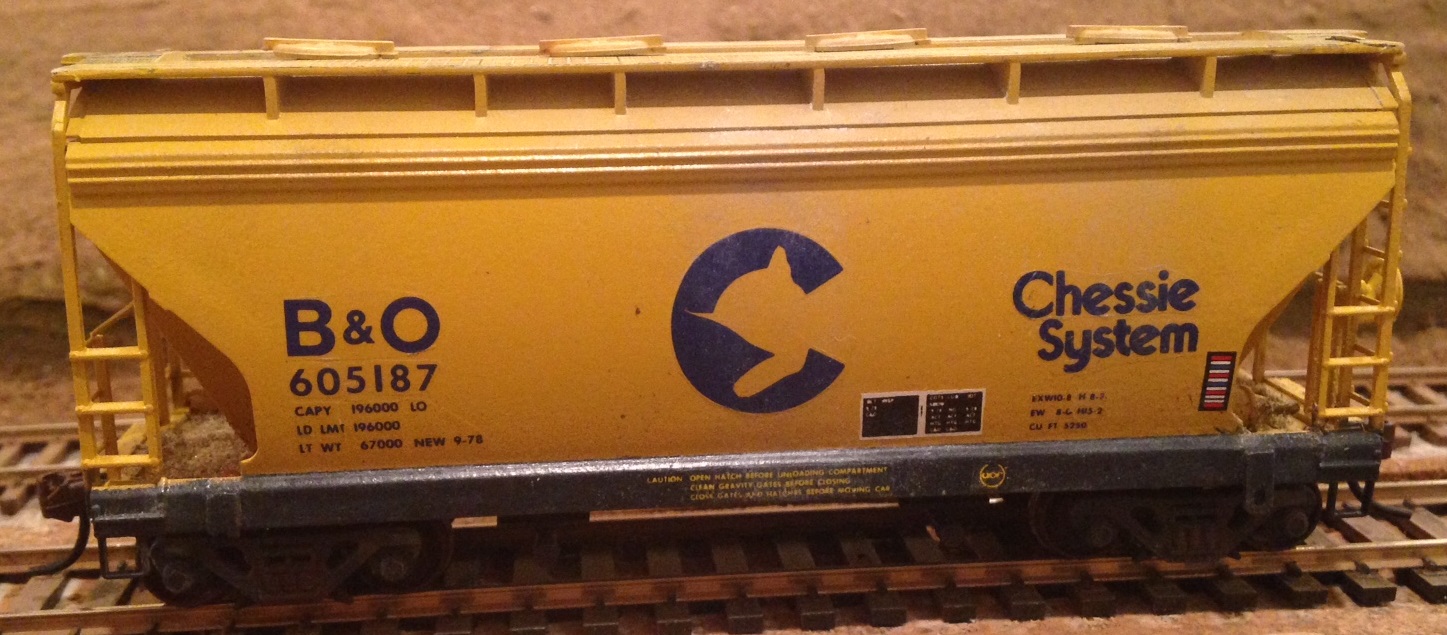 B&O
605187
CAPY 196000 LO
LD LMT 196000
LT WT 67000 NEW 9-78
Chessie
System
CU FT
CAUTION OPEN HATCH BEFORE UNLOADING COMPARTMENT
CLEAN GRAVITY GATES BEFORE CLOSING
CLOSE GATES AND HATCHES BEFORE MOVING CAR